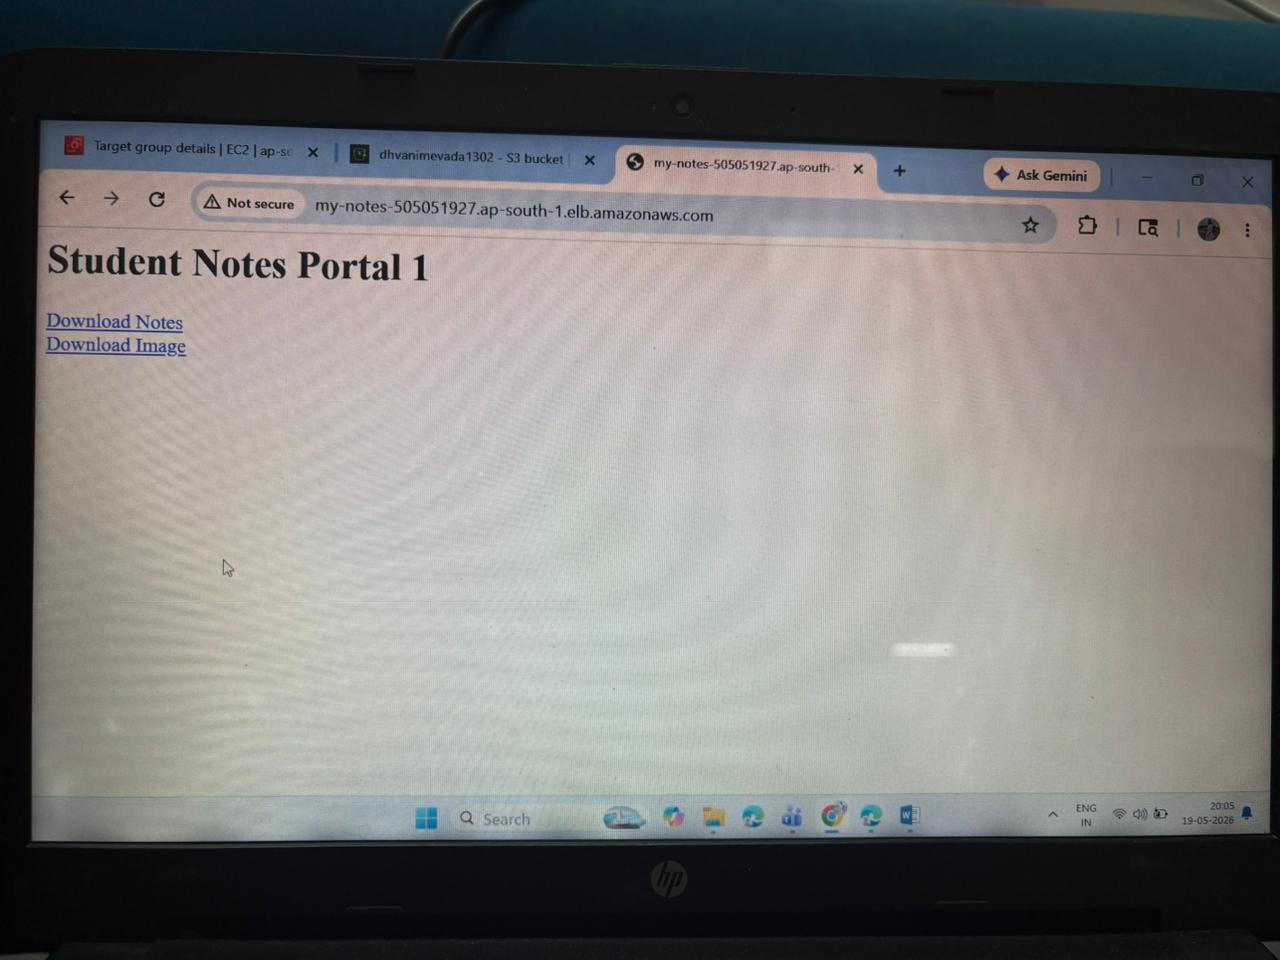 Target group details | EC2 | ap-sc
dhvanimevada1302 - S3 bucket
my-notes-505051927.ap-south-
Ask Gemini
Not secure
my-notes-505051927.ap-south-1.elb.amazonaws.com
Student Notes Portal 1
Download Notes
Download Image
Search
W
ENG
IN
20:05
19-05-2026
hp